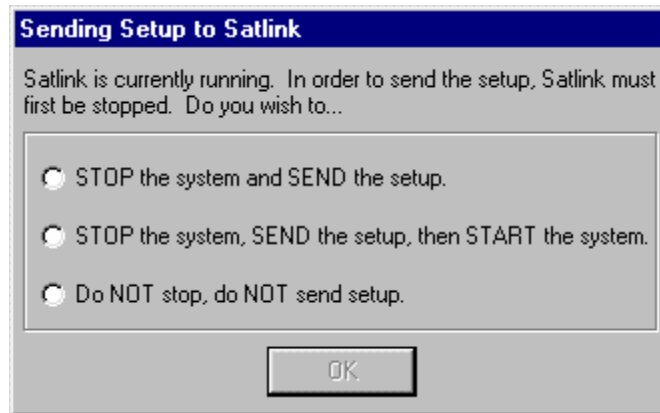 Sending Setup to Satlink
Satlink is currently running.  In order to send the setup, Satlink must
first be stopped.  Do you wish to...
STOP the system and SEND the setup.
STOP the system, SEND the setup, then START the system.
Do NOT stop, do NOT send setup.
OK